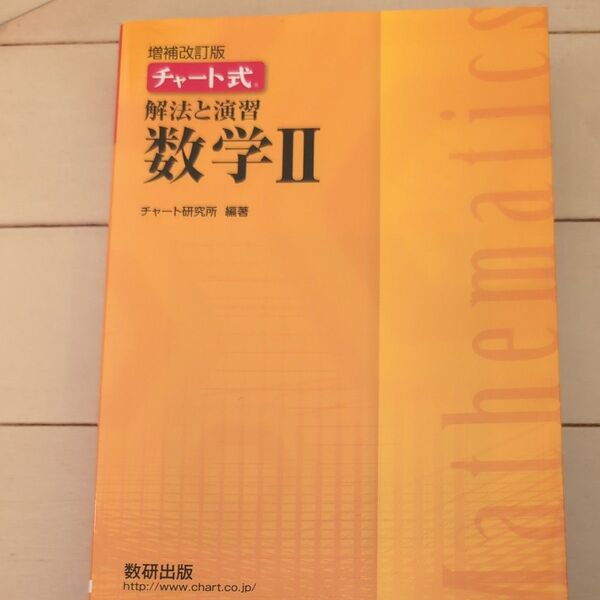 増補改訂版
チャート式®
解法と演習
数学II
チャート研究所 編著
Mathematics
数研出版
http://www.chart.co.jp/